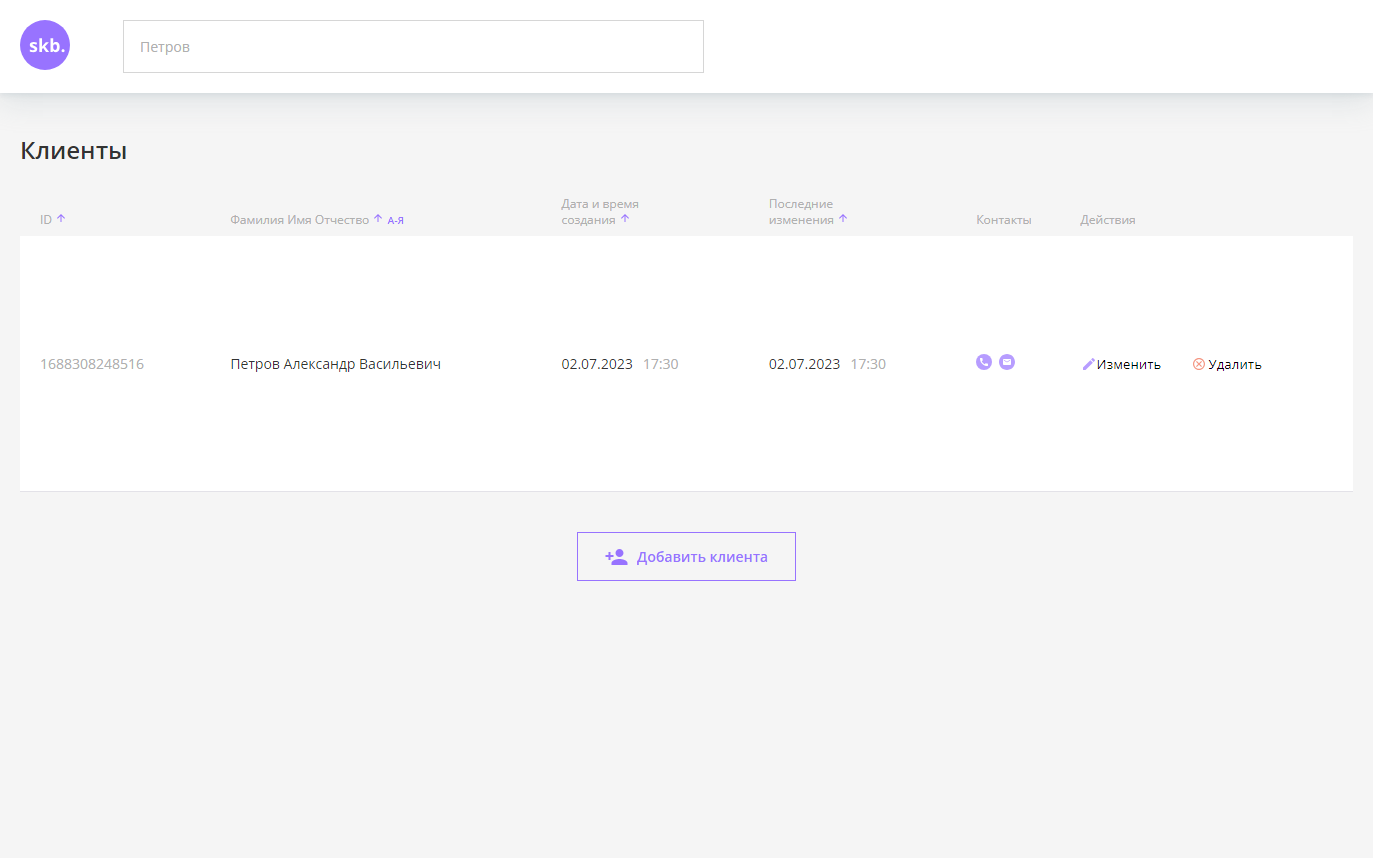 skb.
Петров
Клиенты
ID
Фамилия Имя Отчество А-Я
Дата и время
создания
Последние
изменения
Контакты
Действия
1688308248516
Петров Александр Васильевич
02.07.2023 17:30
02.07.2023 17:30
Изменить
Удалить
Добавить клиента